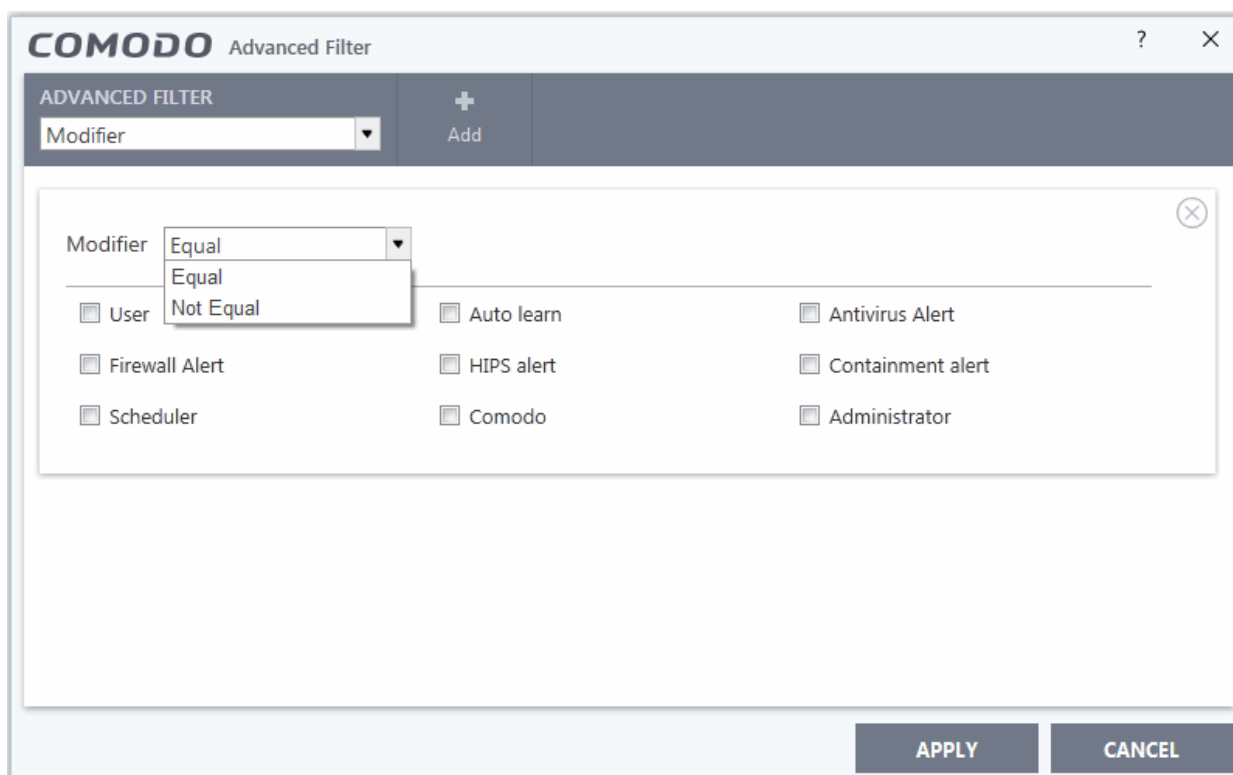 COMODO Advanced Filter ?
ADVANCED FILTER
Modifier
Add
Modifier Equal
Equal
Not Equal
User Auto learn Antivirus Alert
Firewall Alert HIPS alert Containment alert
Scheduler Comodo Administrator
APPLY CANCEL